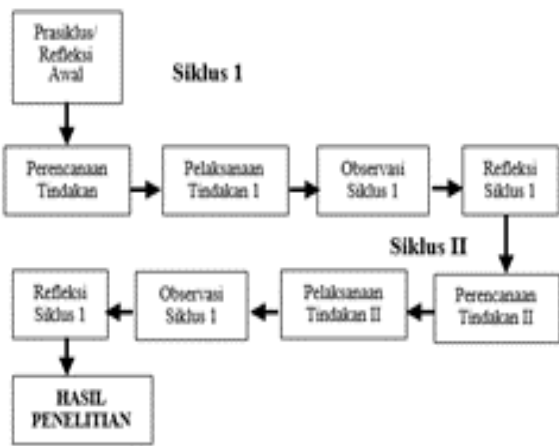 Prasiklus/
Refleksi
Awal
Siklus 1
Perencanaan
Tindakan
Pelaksanaan
Tindakan 1
Observasi
Siklus 1
Refleksi
Siklus 1
Siklus II
Perencanaan
Tindakan II
Pelaksanaan
Tindakan II
Observasi
Siklus 1
Refleksi
Siklus 1
HASIL
PENELITIAN